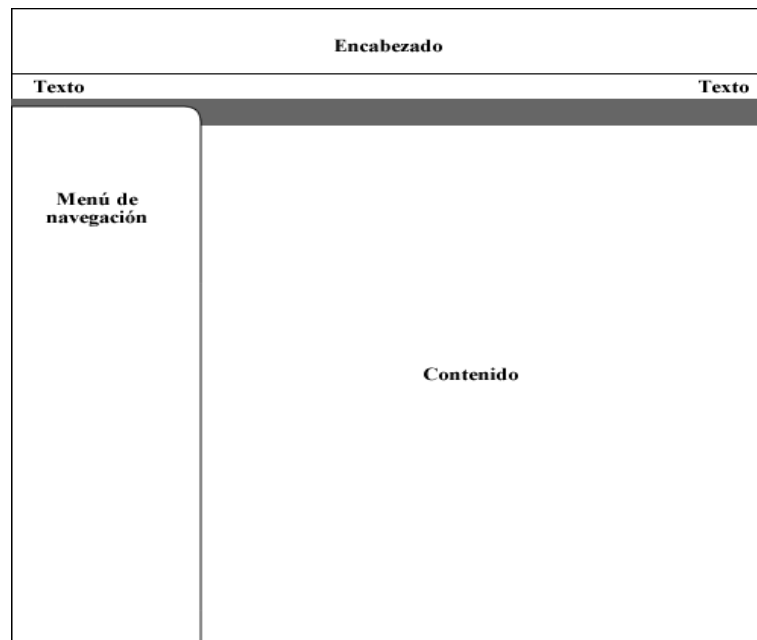 Encabezado
Texto
Texto
Menú de
navegación
Contenido